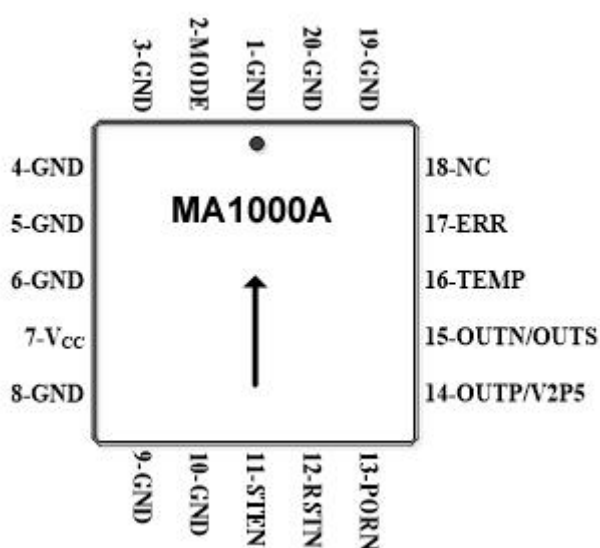 3-GND
2-MODE
1-GND
20-GND
19-GND
4-GND
5-GND
6-GND
7-VCC
8-GND
MA1000A
18-NC
17-ERR
16-TEMP
15-OUTN/OUTS
14-OUTP/V2P5
9-GND
10-GND
11-STEN
12-RSTN
13-PORN